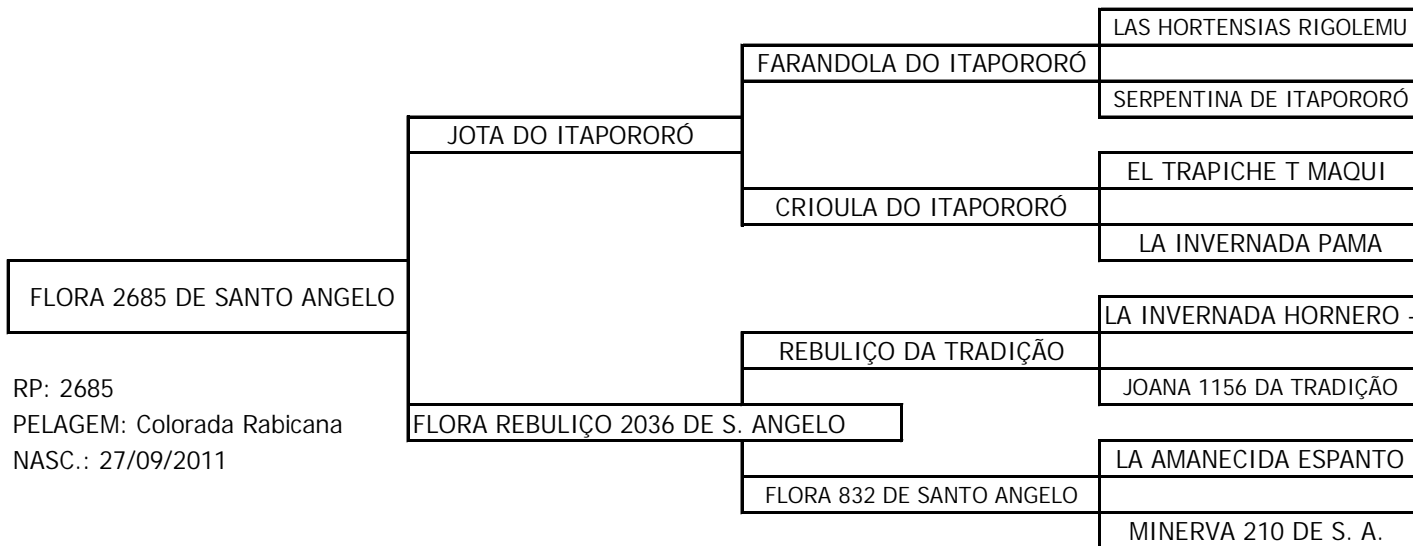 LAS HORTENSIAS RIGOLEMU
FARANDOLA DO ITAPORORÓ
SERPENTINA DE ITAPORORÓ
JOTA DO ITAPORORÓ
EL TRAPICHE T MAQUI
CRIOULA DO ITAPORORÓ
LA INVERNADA PAMA
FLORA 2685 DE SANTO ANGELO
LA INVERNADA HORNERO -
REBULIÇO DA TRADIÇÃO
JOANA 1156 DA TRADIÇÃO
RP: 2685
PELAGEM: Colorada Rabicana
NASC.: 27/09/2011
FLORA REBULIÇO 2036 DE S. ANGELO
LA AMANECIDA ESPANTO
FLORA 832 DE SANTO ANGELO
MINERVA 210 DE S. A.